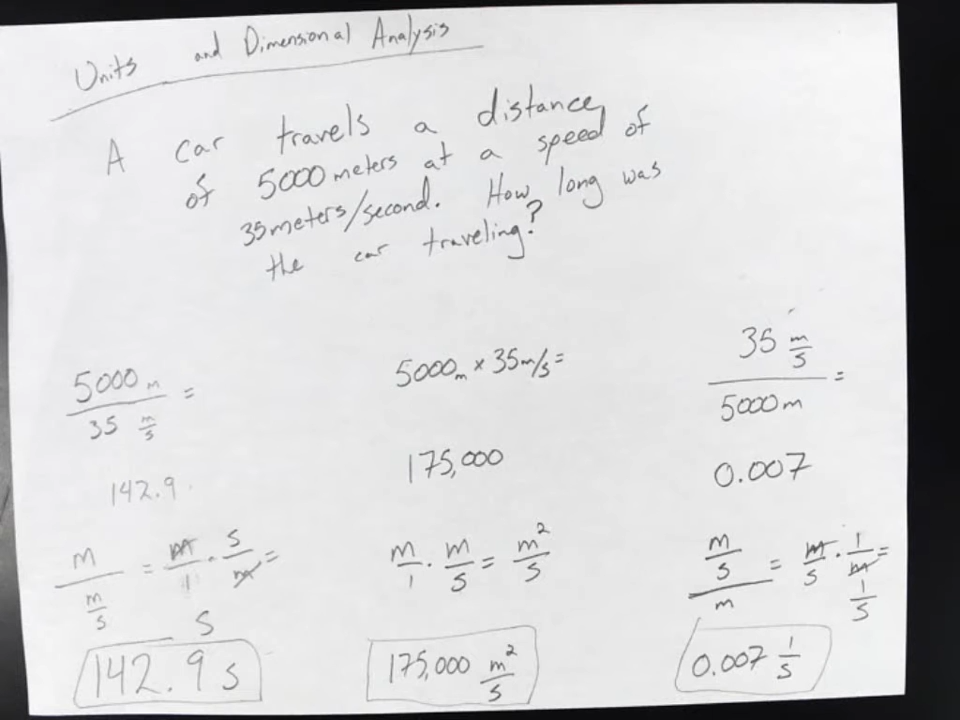 Units and Dimensional Analysis
A car travels a distance
of 5000 meters at a speed of
35 meters/second. How long was
the car traveling?
5000 m / 35 m/s =
5000m × 35m/s =
35 m/s / 5000 m =
142.9
175,000
0.007
m / (m/s) = m/1 · s/m =
s
m/1 · m/s = m²/s
(m/s) / m = m/s · 1/m =
1/s
142.9 s
175,000 m²/s
0.007 1/s